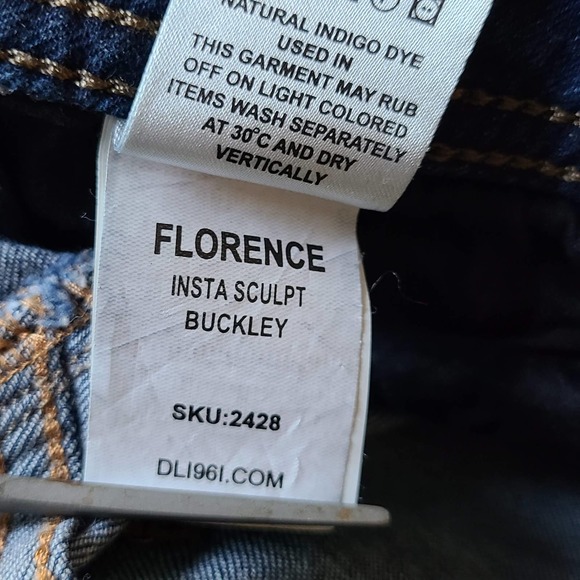 NATURAL INDIGO DYE
USED IN
THIS GARMENT MAY RUB
OFF ON LIGHT COLORED
ITEMS WASH SEPARATELY
AT 30°C AND DRY
VERTICALLY
FLORENCE
INSTA SCULPT
BUCKLEY
SKU:2428
DL1961.COM